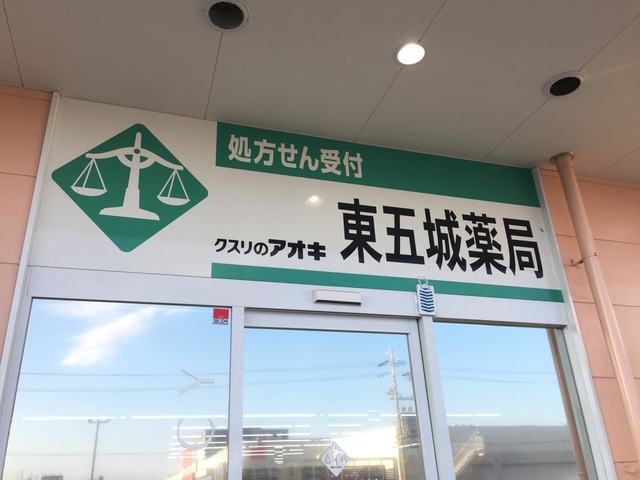 処方せん受付
クスリのアオキ 東五城薬局